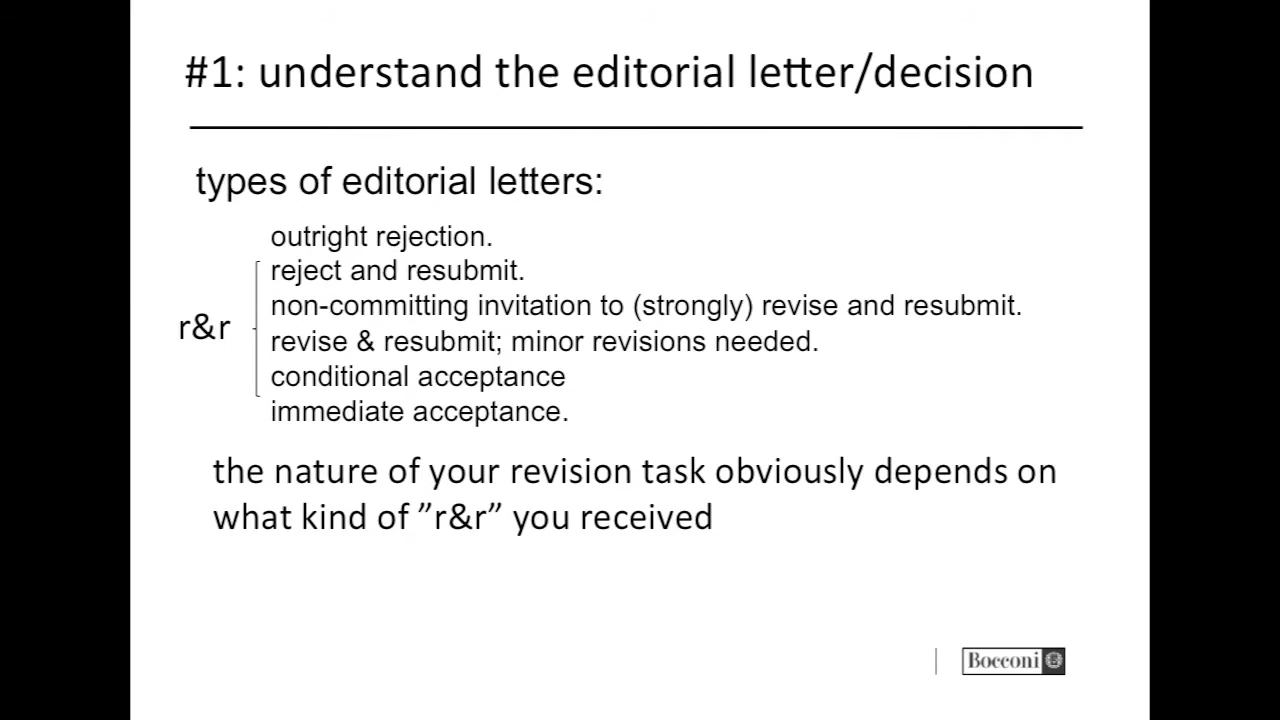 #1: understand the editorial letter/decision
types of editorial letters:
outright rejection.
reject and resubmit.
non-committing invitation to (strongly) revise and resubmit.
r&r
revise & resubmit; minor revisions needed.
conditional acceptance
immediate acceptance.
the nature of your revision task obviously depends on
what kind of ”r&r” you received
Bocconi